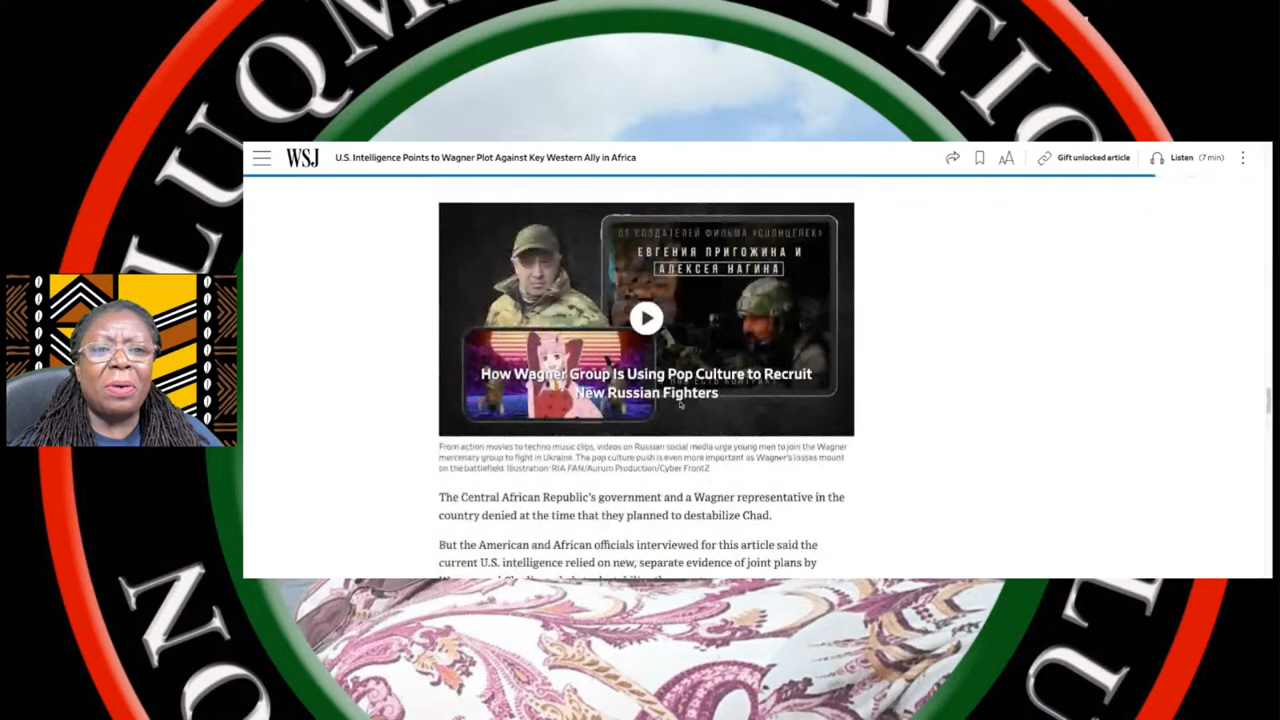 LUQM
WSJ
U.S. Intelligence Points to Wagner Plot Against Key Western Ally in Africa
Gift unlocked article
Listen (7 min)
ОТ СОЗДАТЕЛЕЙ ФИЛЬМА «СОЛНЦЕПЕК»
ЕВГЕНИЯ ПРИГОЖИНА И
АЛЕКСЕЯ НАГИНА
How Wagner Group Is Using Pop Culture to Recruit
New Russian Fighters
From action movies to techno music clips, videos on Russian social media urge young men to join the Wagner
mercenary group to fight in Ukraine. The pop culture push is even more important as Wagner's losses mount
on the battlefield. Illustration: RIA FAN/Aurum Production/Cyber FrontZ
The Central African Republic's government and a Wagner representative in the
country denied at the time that they planned to destabilize Chad.
But the American and African officials interviewed for this article said the
current U.S. intelligence relied on new, separate evidence of joint plans by